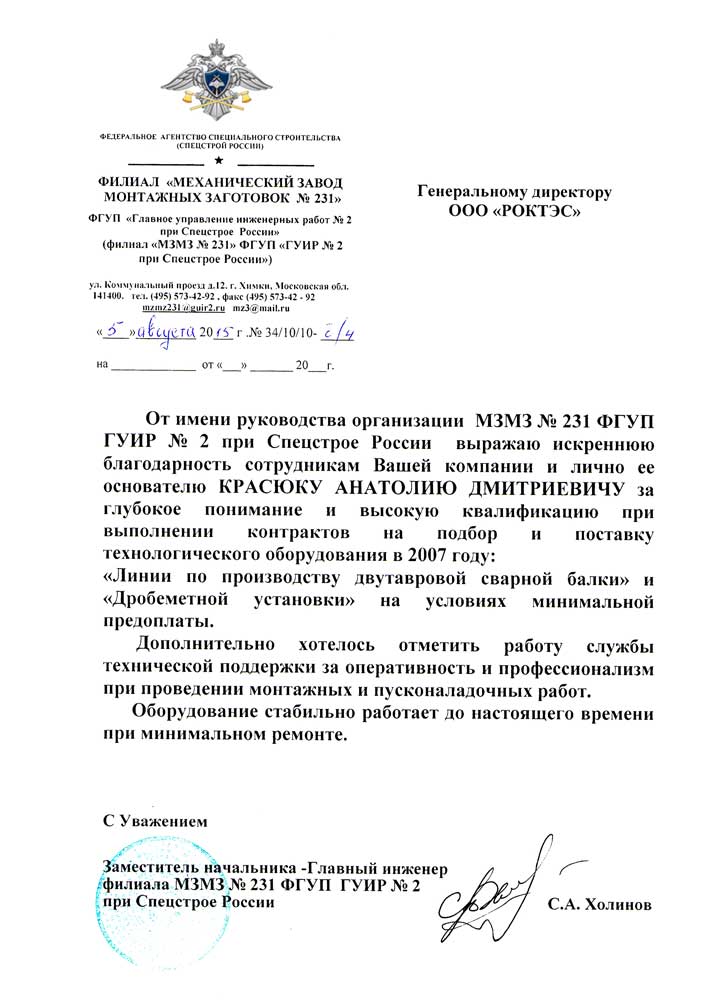 ФЕДЕРАЛЬНОЕ АГЕНТСТВО СПЕЦИАЛЬНОГО СТРОИТЕЛЬСТВА
(СПЕЦСТРОЙ РОССИИ)
ФИЛИАЛ «МЕХАНИЧЕСКИЙ ЗАВОД
МОНТАЖНЫХ ЗАГОТОВОК № 231»
ФГУП «Главное управление инженерных работ № 2
при Спецстрое России»
(филиал «МЗМЗ № 231» ФГУП «ГУИР № 2
при Спецстрое России»)
ул. Коммунальный проезд д.12. г. Химки, Московская обл.
141400. тел. (495) 573-42-92 , факс (495) 573-42 - 92
mzmz231@guir2.ru mz3@mail.ru
« 5 » августа 20 15 г .№ 34/10/10- с/ч
на ______________ от «___» _______ 20___г.
Генеральному директору
ООО «РОКТЭС»
От имени руководства организации МЗМЗ № 231 ФГУП
ГУИР № 2 при Спецстрое России выражаю искреннюю
благодарность сотрудникам Вашей компании и лично ее
основателю КРАСЮКУ АНАТОЛИЮ ДМИТРИЕВИЧУ за
глубокое понимание и высокую квалификацию при
выполнении контрактов на подбор и поставку
технологического оборудования в 2007 году:
«Линии по производству двутавровой сварной балки» и
«Дробеметной установки» на условиях минимальной
предоплаты.
Дополнительно хотелось отметить работу службы
технической поддержки за оперативность и профессионализм
при проведении монтажных и пусконаладочных работ.
Оборудование стабильно работает до настоящего времени
при минимальном ремонте.
С Уважением
Заместитель начальника -Главный инженер
филиала МЗМЗ № 231 ФГУП ГУИР № 2
при Спецстрое России С.А. Холинов